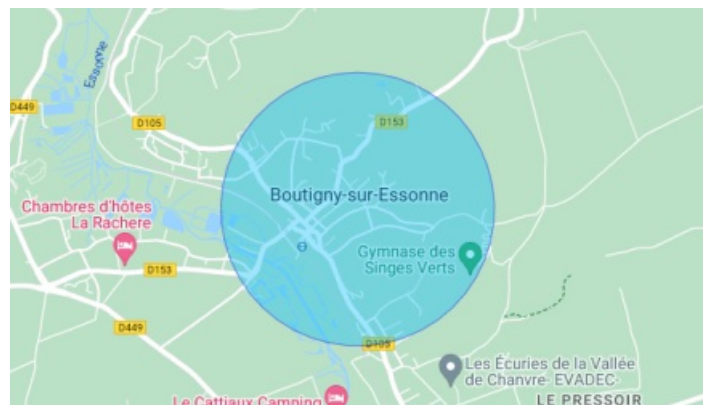 Essonne
D449
D105
D153
Boutigny-sur-Essonne
Chambres d'hôtes
La Rachere
Gymnase des
Singes Verts
D153
D449
D105
Les Écuries de la Vallée
de Chanvre- EVADEC-
Le Cattiaux Camping
LE PRESSOIR